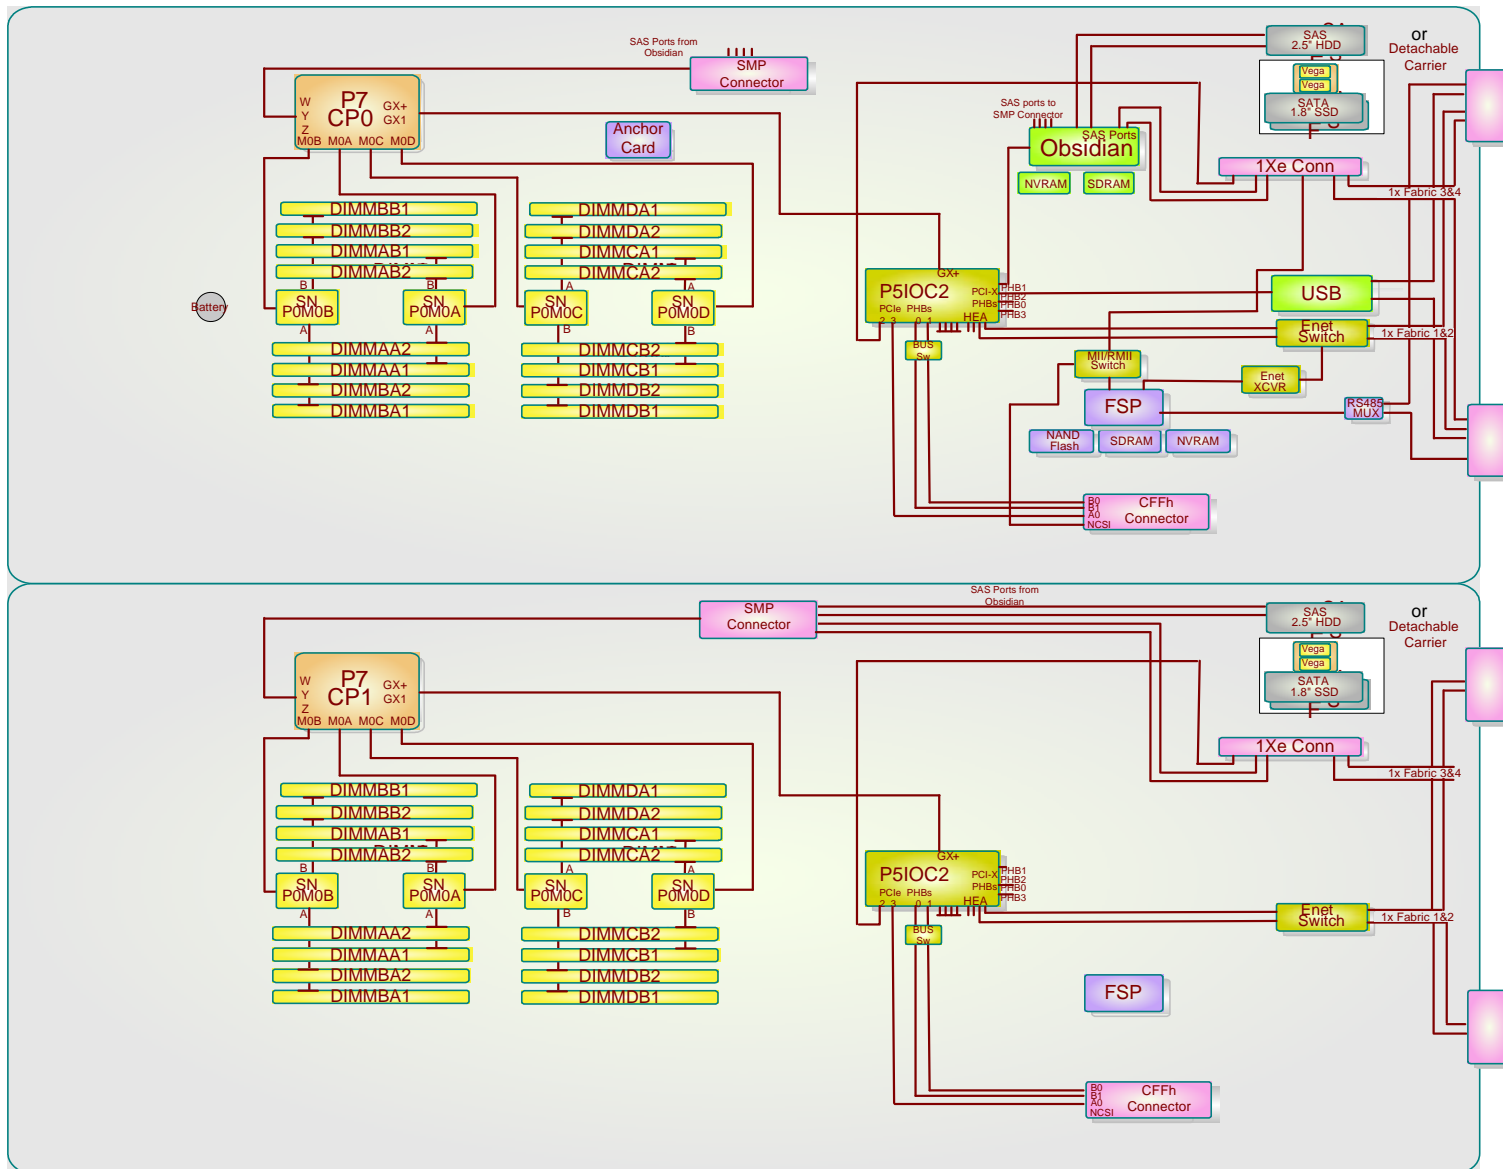 SAS Ports from
Obsidian
SMP
Connector
SAS
2.5" HDD
or
Detachable
Carrier
Vega
Vega
SATA
1.8" SSD
P7
CP0
W
Y
Z
GX+
GX1
M0B M0A M0C M0D
Anchor
Card
SAS ports to
SMP Connector
SAS Ports
Obsidian
NVRAM
SDRAM
1Xe Conn
1x Fabric 3&4
DIMMBB1
DIMMBB2
DIMMAB1
DIMMAB2
B
B
SN
P0M0B
SN
P0M0A
A
A
DIMMAA2
DIMMAA1
DIMMBA2
DIMMBA1
DIMMDA1
DIMMDA2
DIMMCA1
DIMMCA2
A
A
SN
P0M0C
SN
P0M0D
B
B
DIMMCB2
DIMMCB1
DIMMDB2
DIMMDB1
Battery
GX+
P5IOC2
PCI-X
PHBs
PHB1
PHB2
PHB0
PHB3
PCIe PHBs
2 3 0 1
HEA
BUS
Sw
USB
Enet
Switch
1x Fabric 1&2
MII/RMII
Switch
Enet
XCVR
FSP
RS485
MUX
NAND
Flash
SDRAM
NVRAM
B0
B1
A0
NCSI
CFFh
Connector
SAS Ports from
Obsidian
SMP
Connector
SAS
2.5" HDD
or
Detachable
Carrier
Vega
Vega
SATA
1.8" SSD
P7
CP1
W
Y
Z
GX+
GX1
M0B M0A M0C M0D
1Xe Conn
1x Fabric 3&4
DIMMBB1
DIMMBB2
DIMMAB1
DIMMAB2
B
B
SN
P0M0B
SN
P0M0A
A
A
DIMMAA2
DIMMAA1
DIMMBA2
DIMMBA1
DIMMDA1
DIMMDA2
DIMMCA1
DIMMCA2
A
A
SN
P0M0C
SN
P0M0D
B
B
DIMMCB2
DIMMCB1
DIMMDB2
DIMMDB1
GX+
P5IOC2
PCI-X
PHBs
PHB1
PHB2
PHB0
PHB3
PCIe PHBs
2 3 0 1
HEA
BUS
Sw
Enet
Switch
1x Fabric 1&2
FSP
B0
B1
A0
NCSI
CFFh
Connector